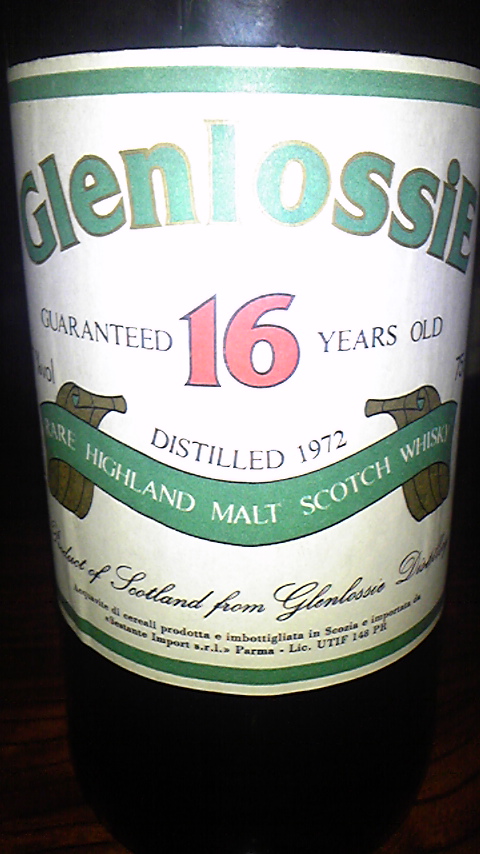 GlenlossiE
GUARANTEED 16 YEARS OLD
DISTILLED 1972
RARE HIGHLAND MALT SCOTCH WHISKY
Product of Scotland from Glenlossie
Acquavite di cereali prodotta e imbottigliata in Scozia e importata da
«Sestante Import s.r.l.» Parma - Lic. UTIF 148 PR